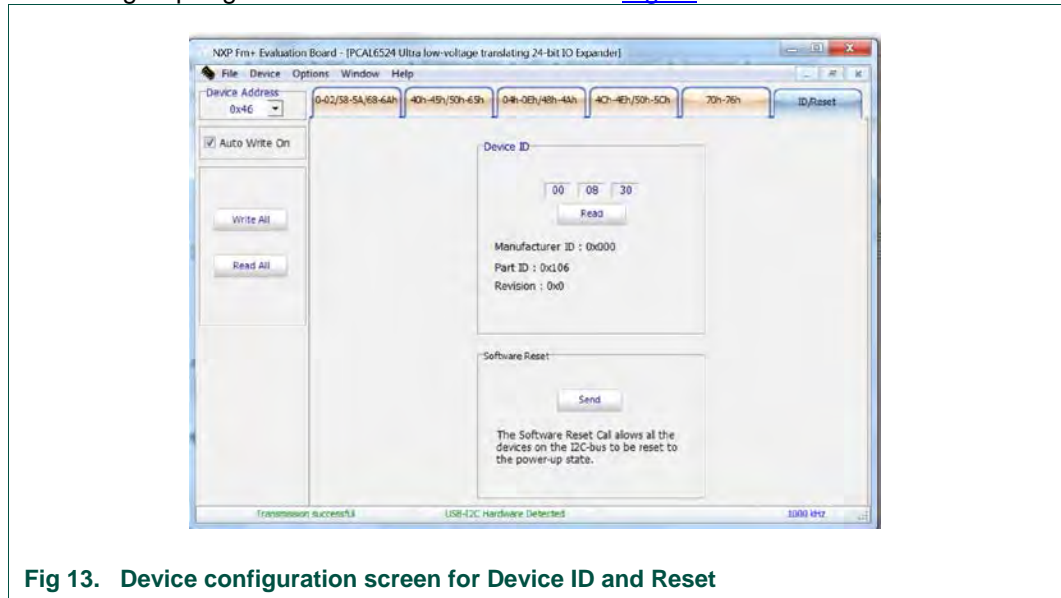 NXP Fm+ Evaluation Board - [PCAL6524 Ultra low-voltage translating 24-bit IO Expander]
File Device Options Window Help
Device Address
0x46
0-02/58-5A/68-6Ah 40h-45h/50h-65h 04h-0Eh/48h-4Ah 4Ch-4Eh/50h-5Ch 70h-76h ID/Reset
Auto Write On
Write All
Read All
Device ID
00 08 30
Read
Manufacturer ID : 0x000
Part ID : 0x106
Revision : 0x0
Software Reset
Send
The Software Reset Cal alows al the
devices on the I2C-bus to be reset to
the power-up state.
Transmission successful USB-I2C Hardware Detected 1000 kHz
Fig 13. Device configuration screen for Device ID and Reset